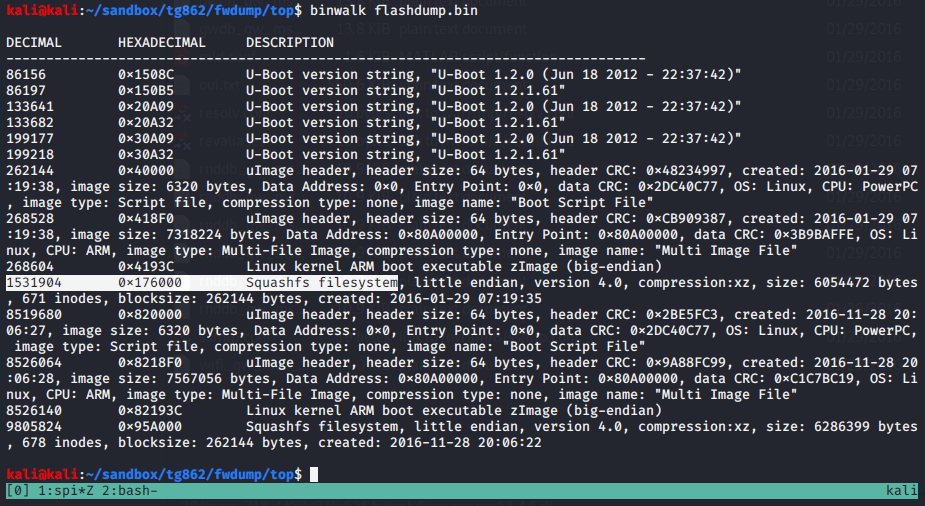 kali@kali:~/sandbox/tg862/fwdump/top$ binwalk flashdump.bin
DECIMAL       HEXADECIMAL     DESCRIPTION
--------------------------------------------------------------------------------
86156         0×1508C         U-Boot version string, "U-Boot 1.2.0 (Jun 18 2012 - 22:37:42)"
86197         0×150B5         U-Boot version string, "U-Boot 1.2.1.61"
133641        0×20A09         U-Boot version string, "U-Boot 1.2.0 (Jun 18 2012 - 22:37:42)"
133682        0×20A32         U-Boot version string, "U-Boot 1.2.1.61"
199177        0×30A09         U-Boot version string, "U-Boot 1.2.0 (Jun 18 2012 - 22:37:42)"
199218        0×30A32         U-Boot version string, "U-Boot 1.2.1.61"
262144        0×40000         uImage header, header size: 64 bytes, header CRC: 0×48234997, created: 2016-01-29 07
:19:38, image size: 6320 bytes, Data Address: 0×0, Entry Point: 0×0, data CRC: 0×2DC40C77, OS: Linux, CPU: PowerPC
, image type: Script file, compression type: none, image name: "Boot Script File"
268528        0×418F0         uImage header, header size: 64 bytes, header CRC: 0×CB909387, created: 2016-01-29 07
:19:38, image size: 7318224 bytes, Data Address: 0×80A00000, Entry Point: 0×80A00000, data CRC: 0×3B9BAFFE, OS: Li
nux, CPU: ARM, image type: Multi-File Image, compression type: none, image name: "Multi Image File"
268604        0×4193C         Linux kernel ARM boot executable zImage (big-endian)
1531904       0×176000        Squashfs filesystem, little endian, version 4.0, compression:xz, size: 6054472 bytes
, 671 inodes, blocksize: 262144 bytes, created: 2016-01-29 07:19:35
8519680       0×820000        uImage header, header size: 64 bytes, header CRC: 0×2BE5FC3, created: 2016-11-28 20:
06:27, image size: 6320 bytes, Data Address: 0×0, Entry Point: 0×0, data CRC: 0×2DC40C77, OS: Linux, CPU: PowerPC,
 image type: Script file, compression type: none, image name: "Boot Script File"
8526064       0×8218F0        uImage header, header size: 64 bytes, header CRC: 0×9A88FC99, created: 2016-11-28 20
:06:28, image size: 7567056 bytes, Data Address: 0×80A00000, Entry Point: 0×80A00000, data CRC: 0×C1C7BC19, OS: Li
nux, CPU: ARM, image type: Multi-File Image, compression type: none, image name: "Multi Image File"
8526140       0×82193C        Linux kernel ARM boot executable zImage (big-endian)
9805824       0×95A000        Squashfs filesystem, little endian, version 4.0, compression:xz, size: 6286399 bytes
, 678 inodes, blocksize: 262144 bytes, created: 2016-11-28 20:06:22
kali@kali:~/sandbox/tg862/fwdump/top$
[0] 1:spi*Z 2:bash-                                                                                          kali